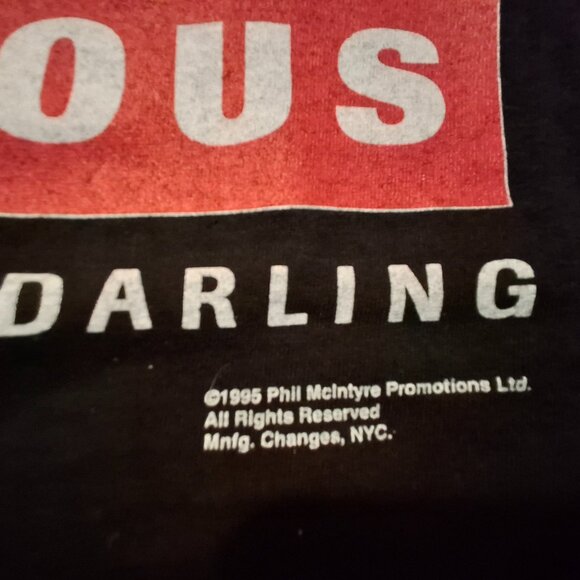 OUS
DARLING
©1995 Phil McIntyre Promotions Ltd.
All Rights Reserved
Mnfg. Changes, NYC.